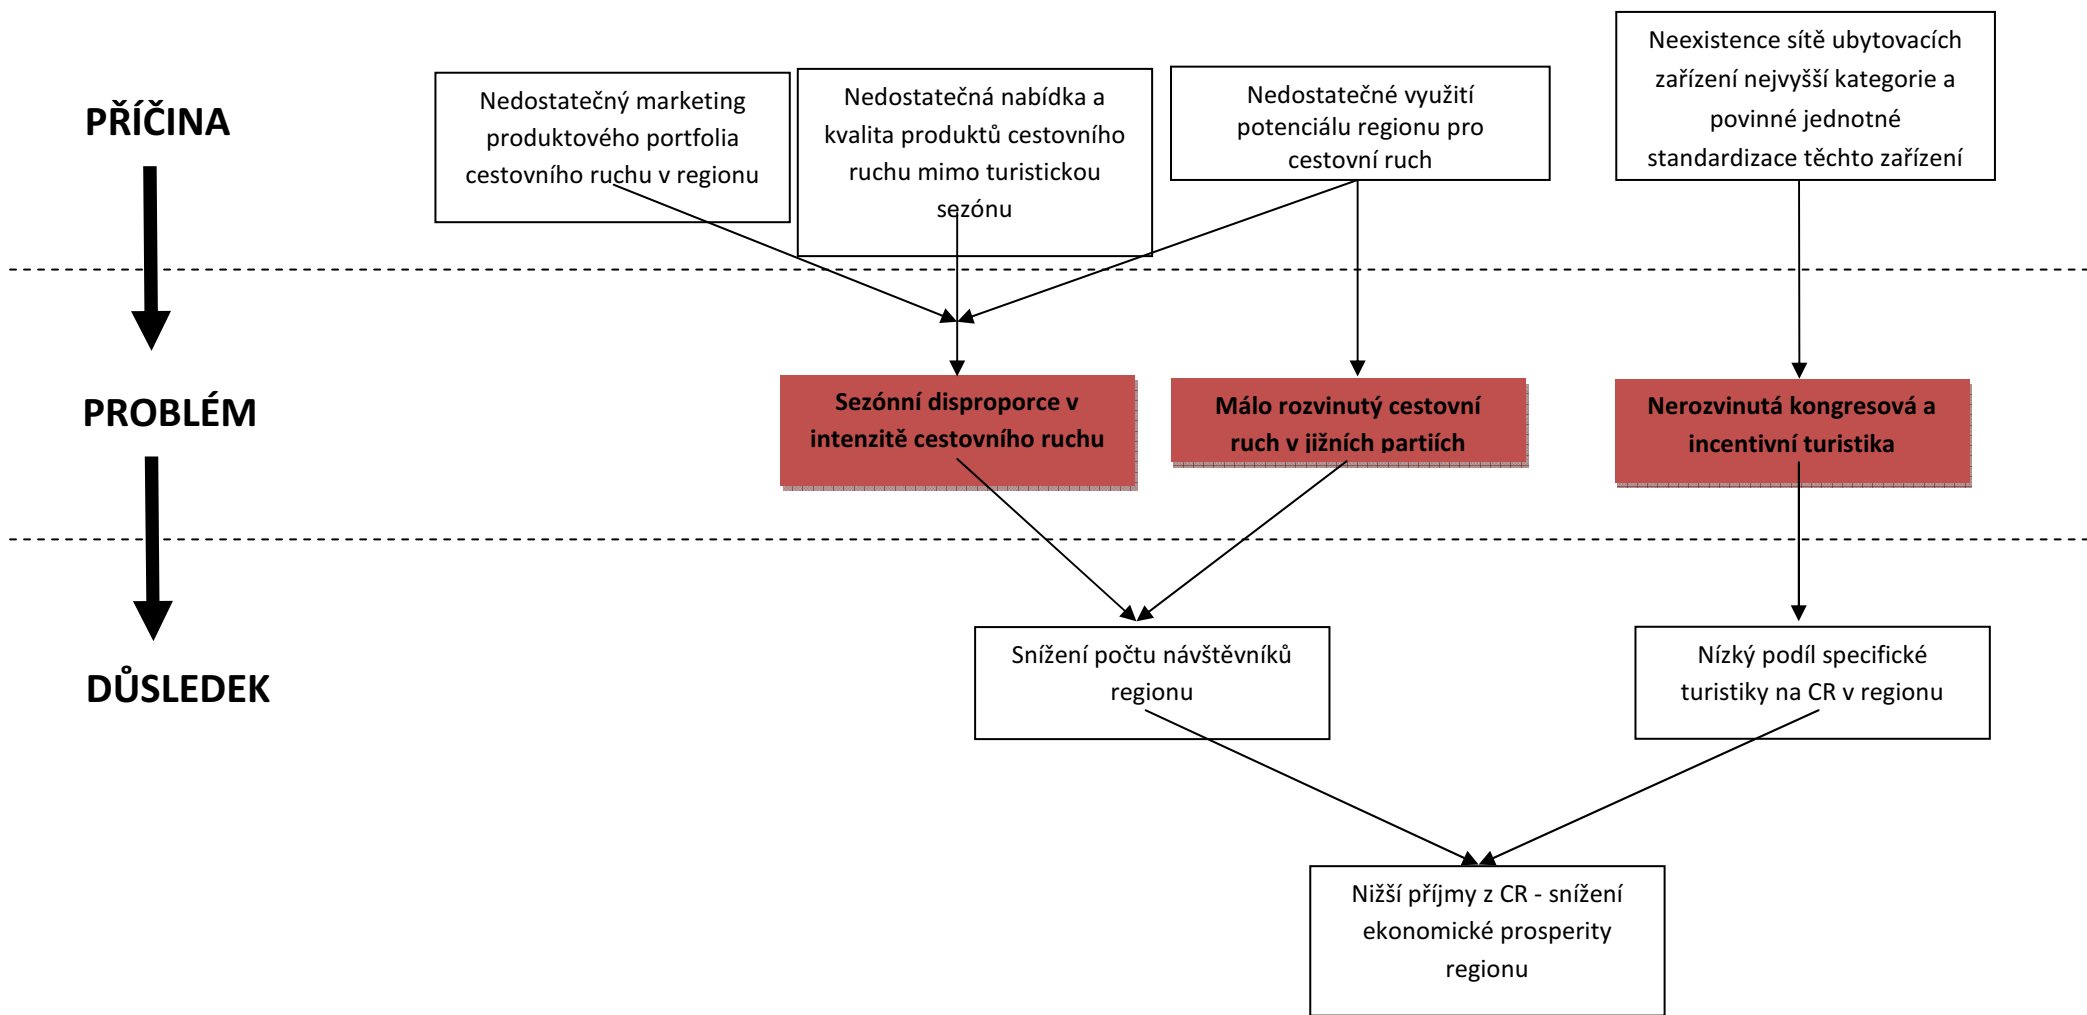 PŘÍČINA
Nedostatečný marketing
produktového portfolia
cestovního ruchu v regionu
Nedostatečná nabídka a
kvalita produktů cestovního
ruchu mimo turistickou
sezónu
Nedostatečné využití
potenciálu regionu pro
cestovní ruch
Neexistence sítě ubytovacích
zařízení nejvyšší kategorie a
povinné jednotné
standardizace těchto zařízení
PROBLÉM
Sezónní disproporce v
intenzitě cestovního ruchu
Málo rozvinutý cestovní
ruch v jižních partiích
Nerozvinutá kongresová a
incentivní turistika
DŮSLEDEK
Snížení počtu návštěvníků
regionu
Nízký podíl specifické
turistiky na CR v regionu
Nižší příjmy z CR - snížení
ekonomické prosperity
regionu